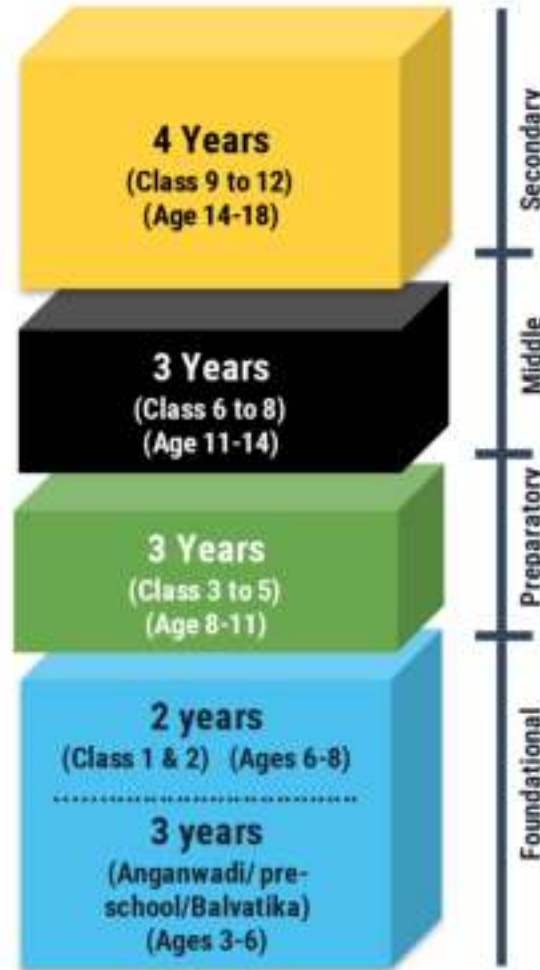 4 Years
(Class 9 to 12)
(Age 14-18)
Secondary
3 Years
(Class 6 to 8)
(Age 11-14)
Middle
3 Years
(Class 3 to 5)
(Age 8-11)
Preparatory
2 years
(Class 1 & 2) (Ages 6-8)
3 years
(Anganwadi/ pre-
school/Balvatika)
(Ages 3-6)
Foundational